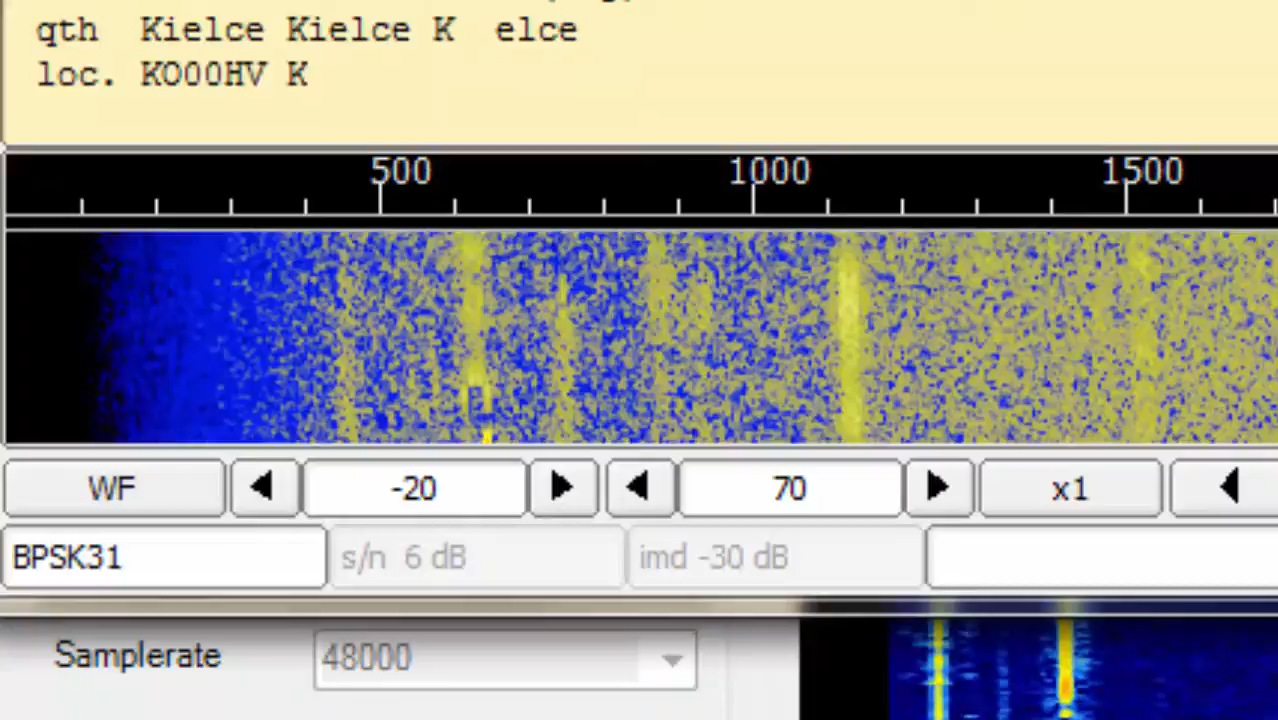 qth  Kielce Kielce K  elce
loc. KO00HV K
500 1000 1500
WF -20 70 x1
BPSK31 s/n 6 dB imd -30 dB
Samplerate 48000